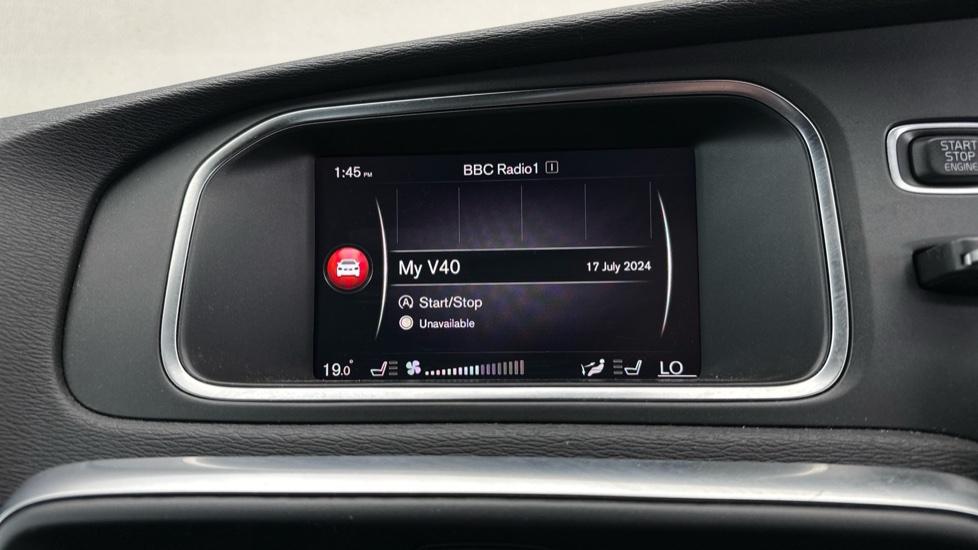 1:45 PM
BBC Radio1 I
My V40
17 July 2024
A Start/Stop
Unavailable
19.0°
LO
START
STOP
ENGINE